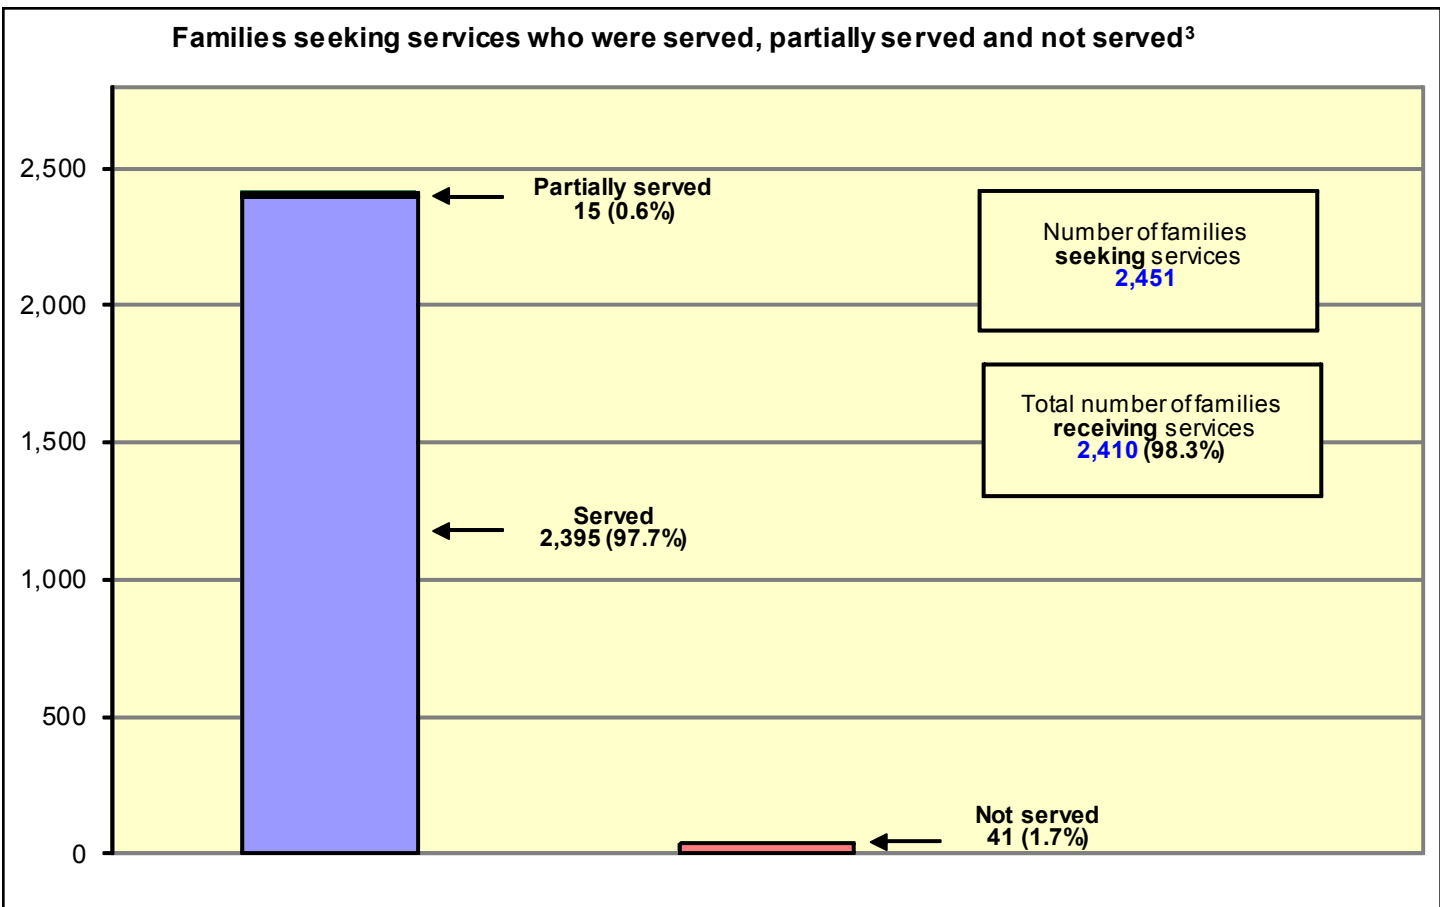 Families seeking services who were served, partially served and not served³
2,500
2,000
1,500
1,000
500
0
Partially served
15 (0.6%)
Served
2,395 (97.7%)
Not served
41 (1.7%)
Number of families
seeking services
2,451
Total number of families
receiving services
2,410 (98.3%)